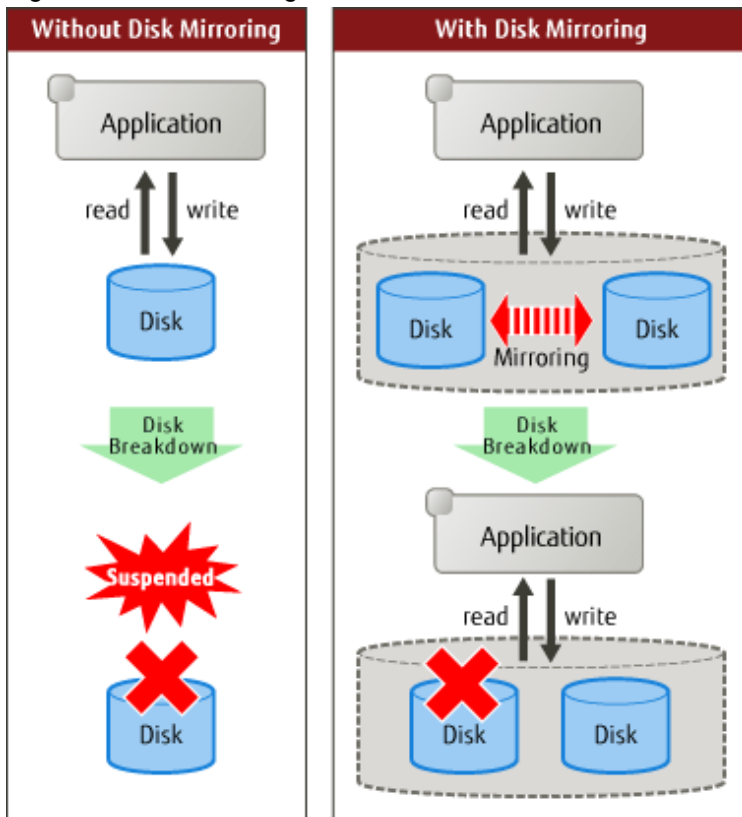 Without Disk Mirroring
Application
read
write
Disk
Disk
Breakdown
Suspended
Disk
With Disk Mirroring
Application
read
write
Disk
Mirroring
Disk
Disk
Breakdown
Application
read
write
Disk
Disk